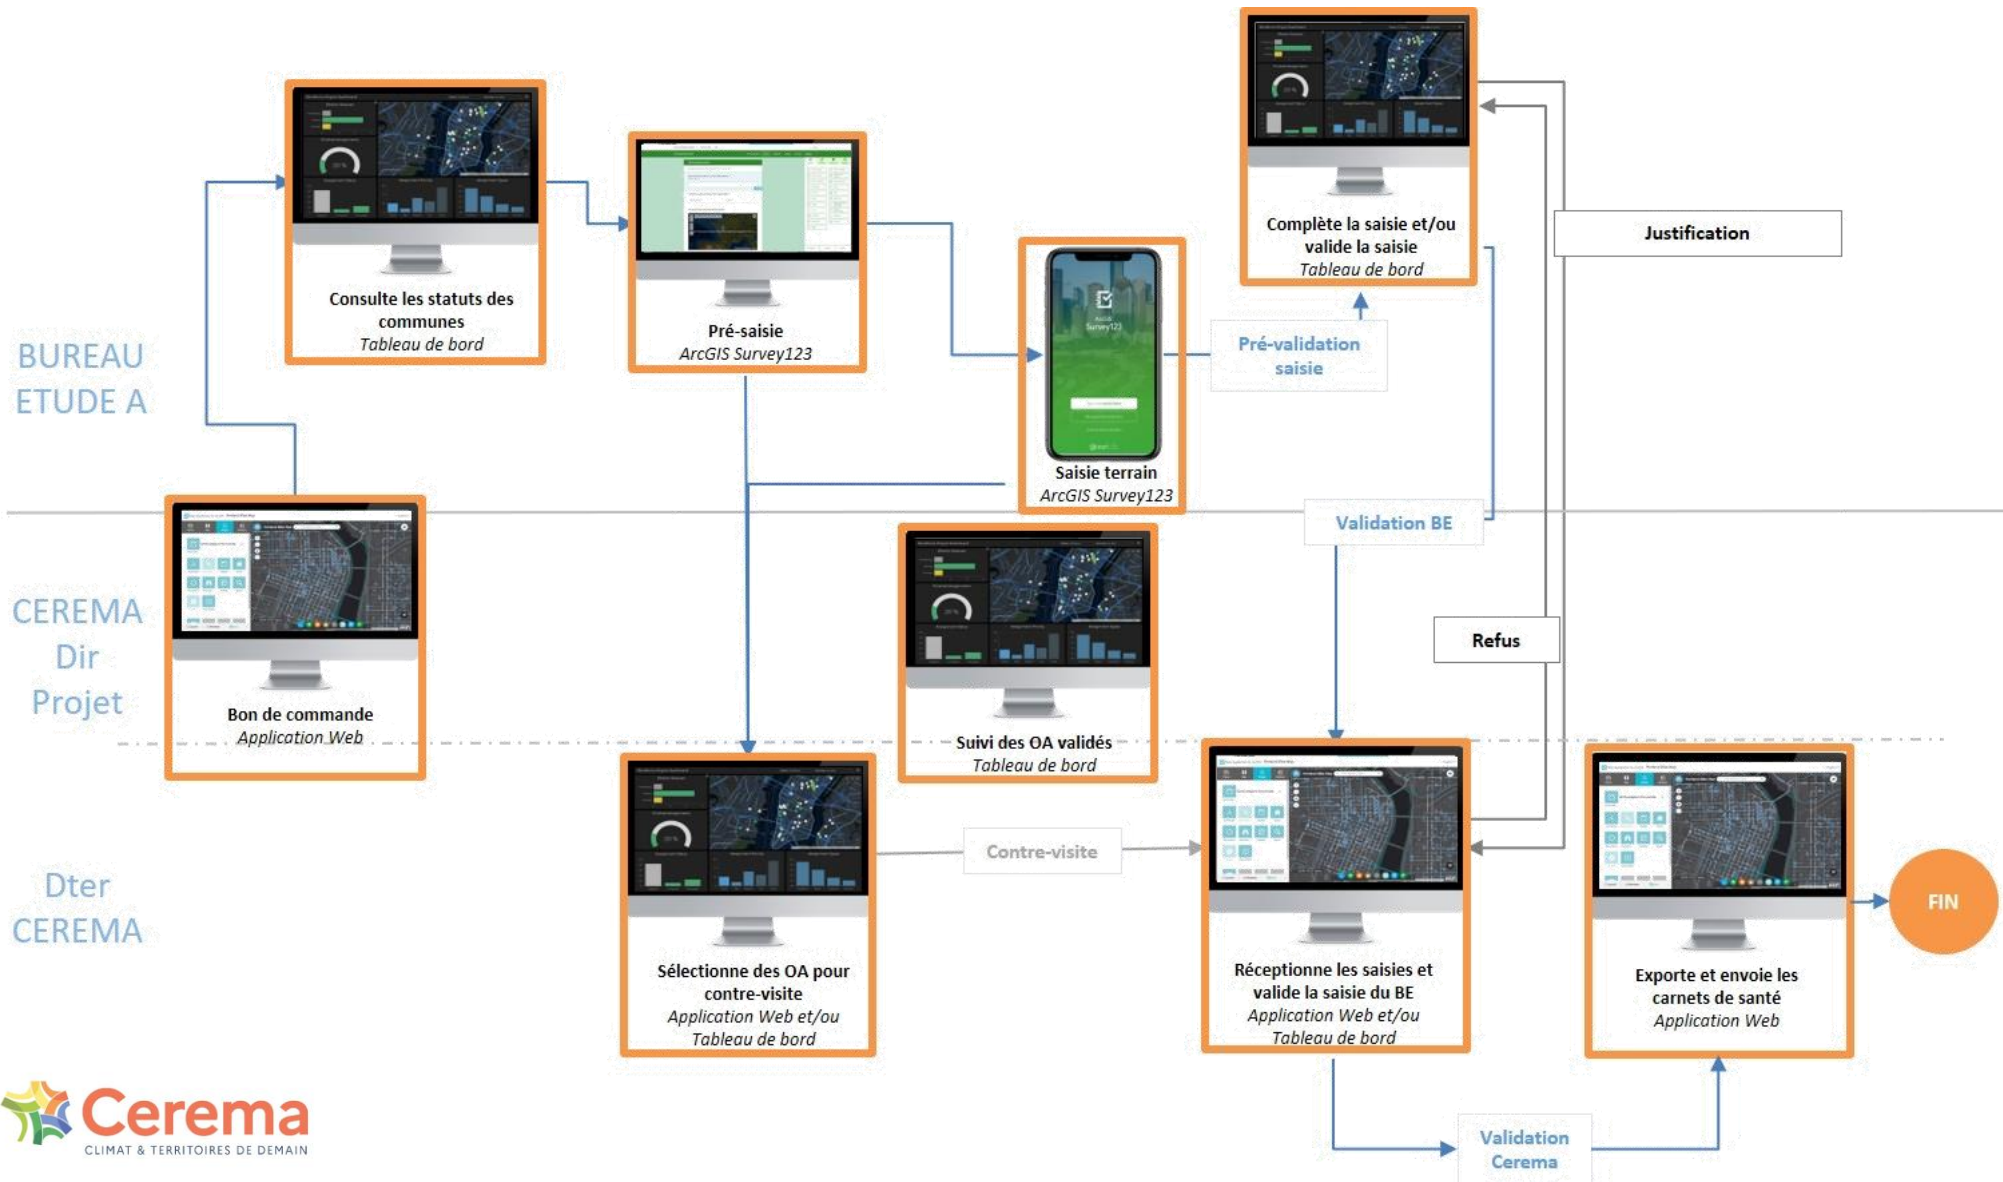 BUREAU
ETUDE A
CEREMA
Dir
Projet
Dter
CEREMA
Consulte les statuts des
communes
Tableau de bord
Pré-saisie
ArcGIS Survey123
ArcGIS
Survey123
Saisie terrain
ArcGIS Survey123
Pré-validation
saisie
Complète la saisie et/ou
valide la saisie
Tableau de bord
Justification
Validation BE
Refus
Bon de commande
Application Web
Suivi des OA validés
Tableau de bord
Sélectionne des OA pour
contre-visite
Application Web et/ou
Tableau de bord
Contre-visite
Réceptionne les saisies et
valide la saisie du BE
Application Web et/ou
Tableau de bord
Exporte et envoie les
carnets de santé
Application Web
FIN
Validation
Cerema
Cerema
CLIMAT & TERRITOIRES DE DEMAIN